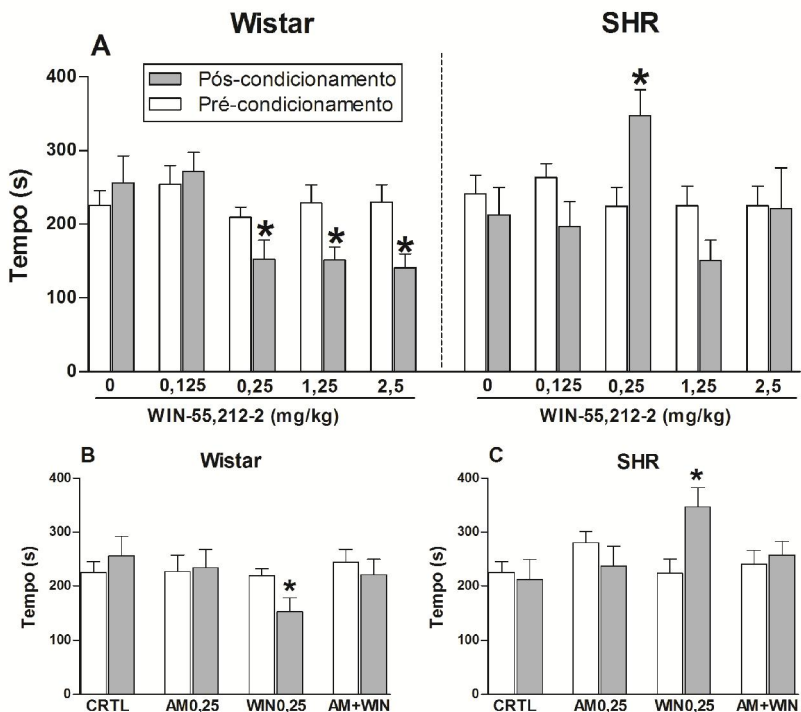 Wistar SHR
A
Pós-condicionamento
Pré-condicionamento
*
* * *
Tempo (s)
400
300
200
100
0
0 0,125 0,25 1,25 2,5 0 0,125 0,25 1,25 2,5
WIN-55,212-2 (mg/kg) WIN-55,212-2 (mg/kg)
B Wistar
Tempo (s)
400
300
200
100
0
*
CRTL AM0,25 WIN0,25 AM+WIN
C SHR
Tempo (s)
400
300
200
100
0
*
CRTL AM0,25 WIN0,25 AM+WIN